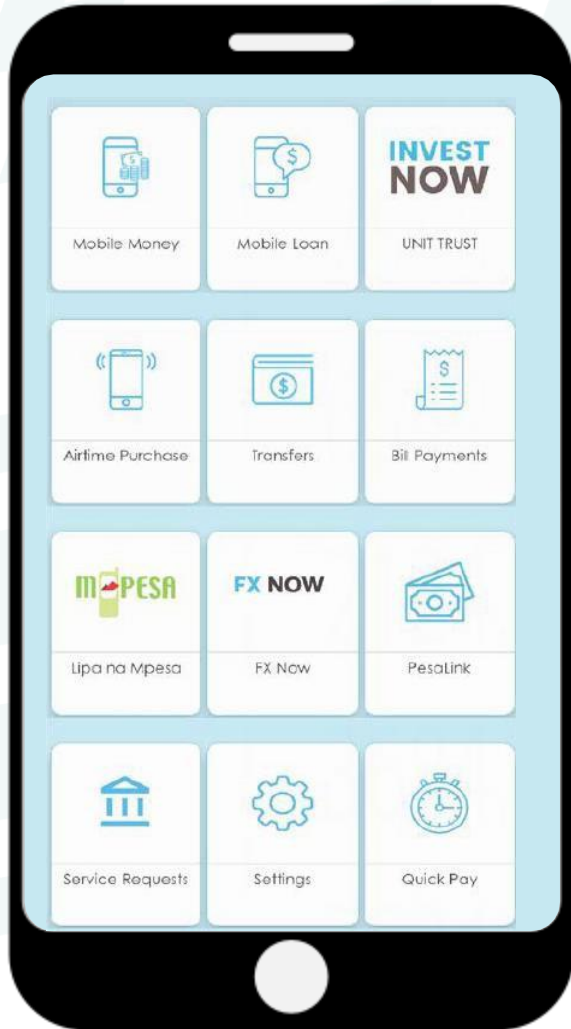 INVEST
NOW
Mobile Money
Mobile Loan
UNIT TRUST
$
Airtime Purchase
Transfers
Bill Payments
M-PESA
FX NOW
Lipa na Mpesa
FX Now
PesaLink
Service Requests
Settings
Quick Pay